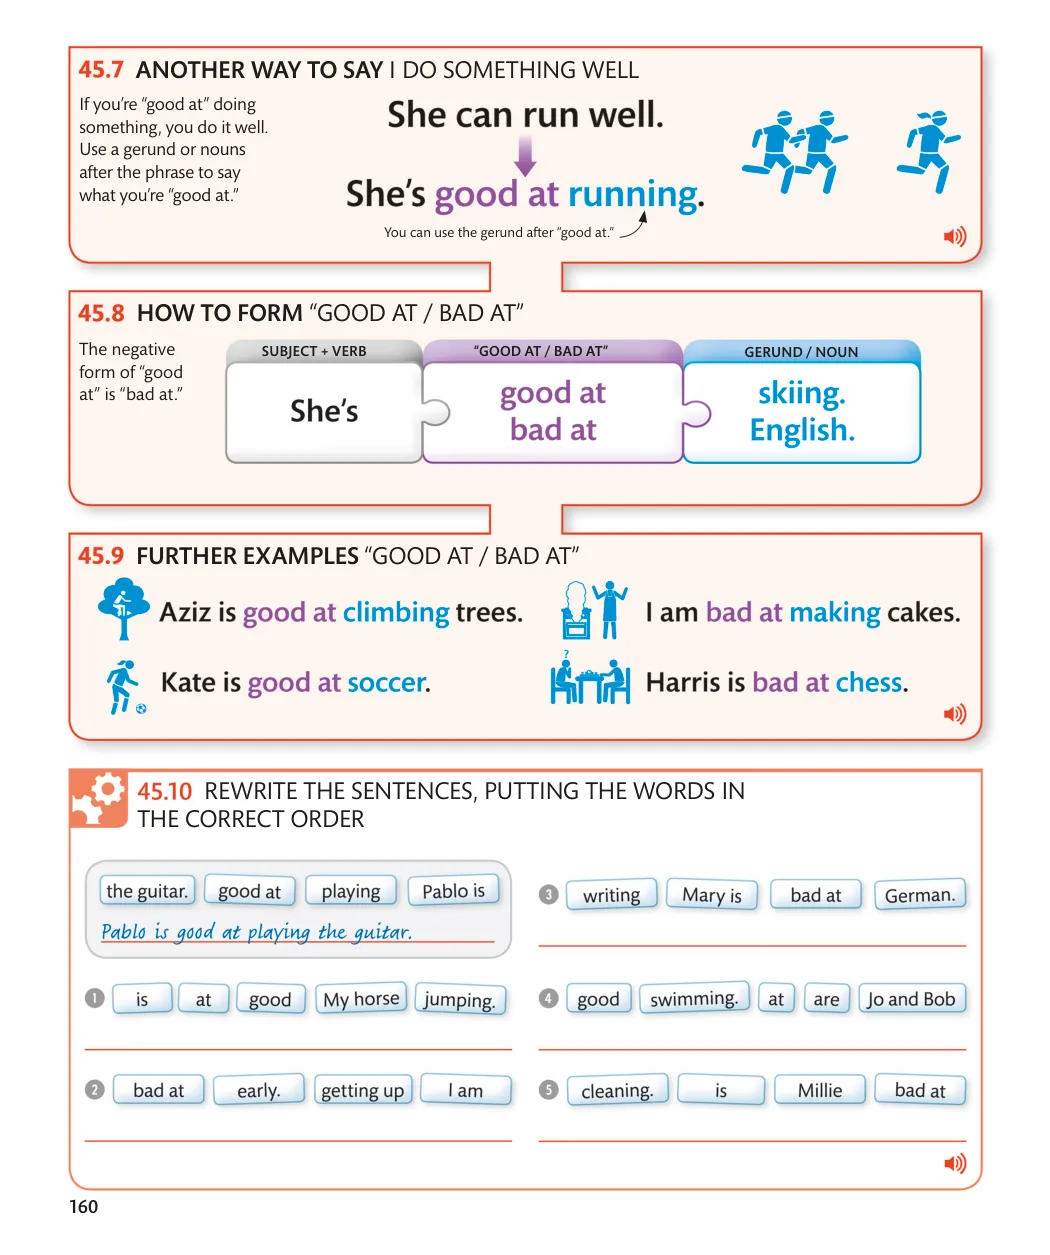 45.7 ANOTHER WAY TO SAY I DO SOMETHING WELL
If you're “good at” doing
something, you do it well.
Use a gerund or nouns
after the phrase to say
what you're “good at.”
She can run well.
She's good at running.
You can use the gerund after “good at.”
45.8 HOW TO FORM “GOOD AT / BAD AT”
The negative
form of “good
at” is “bad at.”
SUBJECT + VERB
She's
“GOOD AT / BAD AT”
good at
bad at
GERUND / NOUN
skiing.
English.
45.9 FURTHER EXAMPLES “GOOD AT / BAD AT”
Aziz is good at climbing trees.
I am bad at making cakes.
Kate is good at soccer.
?
Harris is bad at chess.
45.10 REWRITE THE SENTENCES, PUTTING THE WORDS IN
THE CORRECT ORDER
the guitar. good at playing Pablo is
Pablo is good at playing the guitar.
1 is at good My horse jumping.
2 bad at early. getting up I am
3 writing Mary is bad at German.
4 good swimming. at are Jo and Bob
5 cleaning. is Millie bad at
160